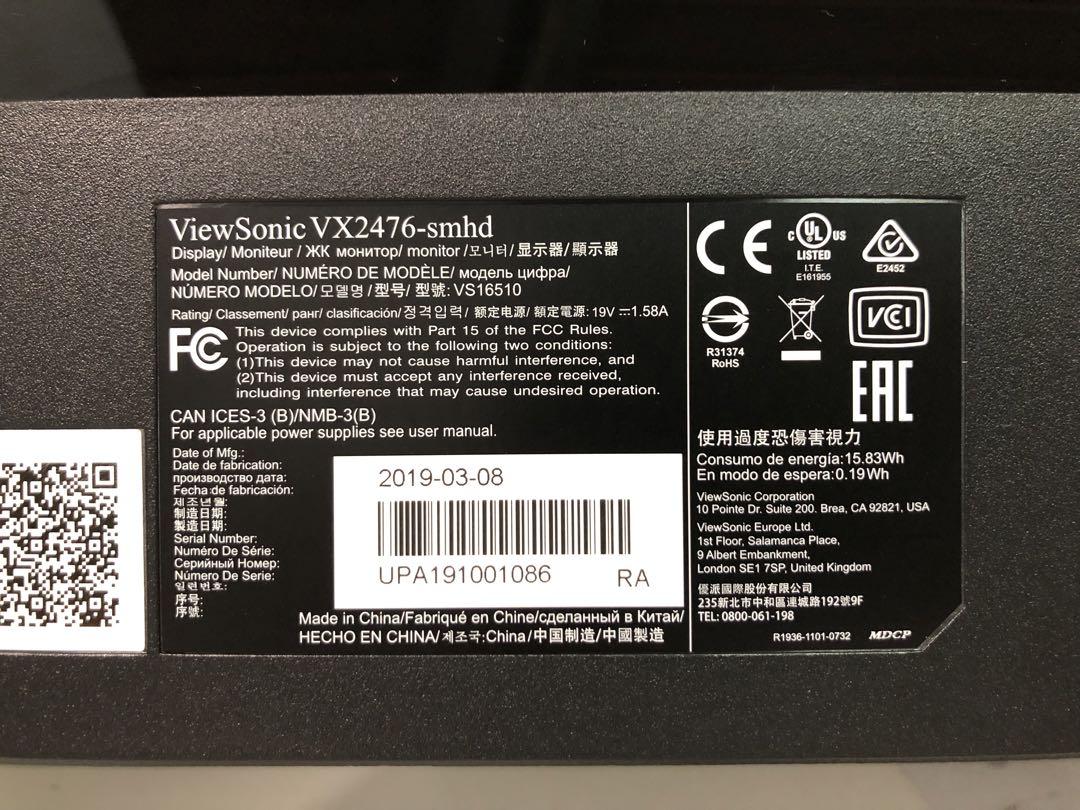 ViewSonic VX2476-smhd
Display/ Moniteur / ЖК монитор/ monitor /모니터/ 显示器/ 顯示器
Model Number/ NUMÉRO DE MODÈLE/ модель цифра/
NÚMERO MODELO/ 모델명 /型号/ 型號: VS16510
Rating/ Classement/ ранг/ clasificación/ 정격입력/ 额定电源/ 額定電源: 19V ⎓1.58A
FC
This device complies with Part 15 of the FCC Rules.
Operation is subject to the following two conditions:
(1)This device may not cause harmful interference, and
(2)This device must accept any interference received,
including interference that may cause undesired operation.
CAN ICES-3 (B)/NMB-3(B)
For applicable power supplies see user manual.
Date of Mfg.:
Date de fabrication:
производство дата:
Fecha de fabricación:
제조년월:
制造日期:
製造日期:
Serial Number:
Numéro De Série:
Серийный Номер:
Número De Serie:
일련번호:
序号:
序號:
2019-03-08
UPA191001086 RA
Made in China/Fabriqué en Chine/сделанный в Китай/
HECHO EN CHINA/ 제조국:China/中国制造/中國製造
CE
c UL us
LISTED
I.T.E.
E161955
E2452
R31374
RoHS
VCCI
EAC
使用過度恐傷害視力
Consumo de energía:15.83Wh
En modo de espera:0.19Wh
ViewSonic Corporation
10 Pointe Dr. Suite 200. Brea, CA 92821, USA
ViewSonic Europe Ltd.
1st Floor, Salamanca Place,
9 Albert Embankment,
London SE1 7SP, United Kingdom
優派國際股份有限公司
235新北市中和區連城路192號9F
TEL: 0800-061-198
R1936-1101-0732 MDCP